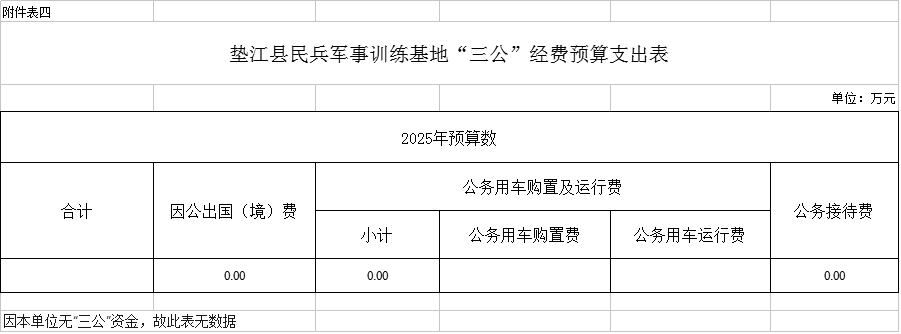 附件表四
垫江县民兵军事训练基地“三公”经费预算支出表
单位：万元
2025年预算数
合计 因公出国（境）费 公务用车购置及运行费 公务接待费
小计 公务用车购置费 公务用车运行费
0.00 0.00 0.00
因本单位无“三公”资金，故此表无数据